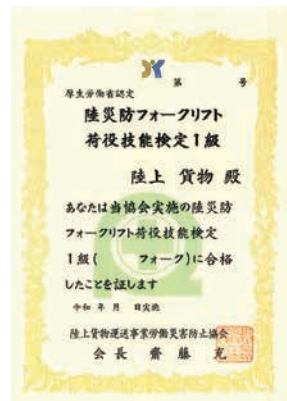 第　　号
厚生労働省認定
陸災防フォークリフト
荷役技能検定1級
陸上 貨物 殿
あなたは当協会実施の陸災防
フォークリフト荷役技能検定
1級(　　フォーク)に合格
したことを証します
令和 年 月 日実施
陸上貨物運送事業労働災害防止協会
会長 齋藤 充